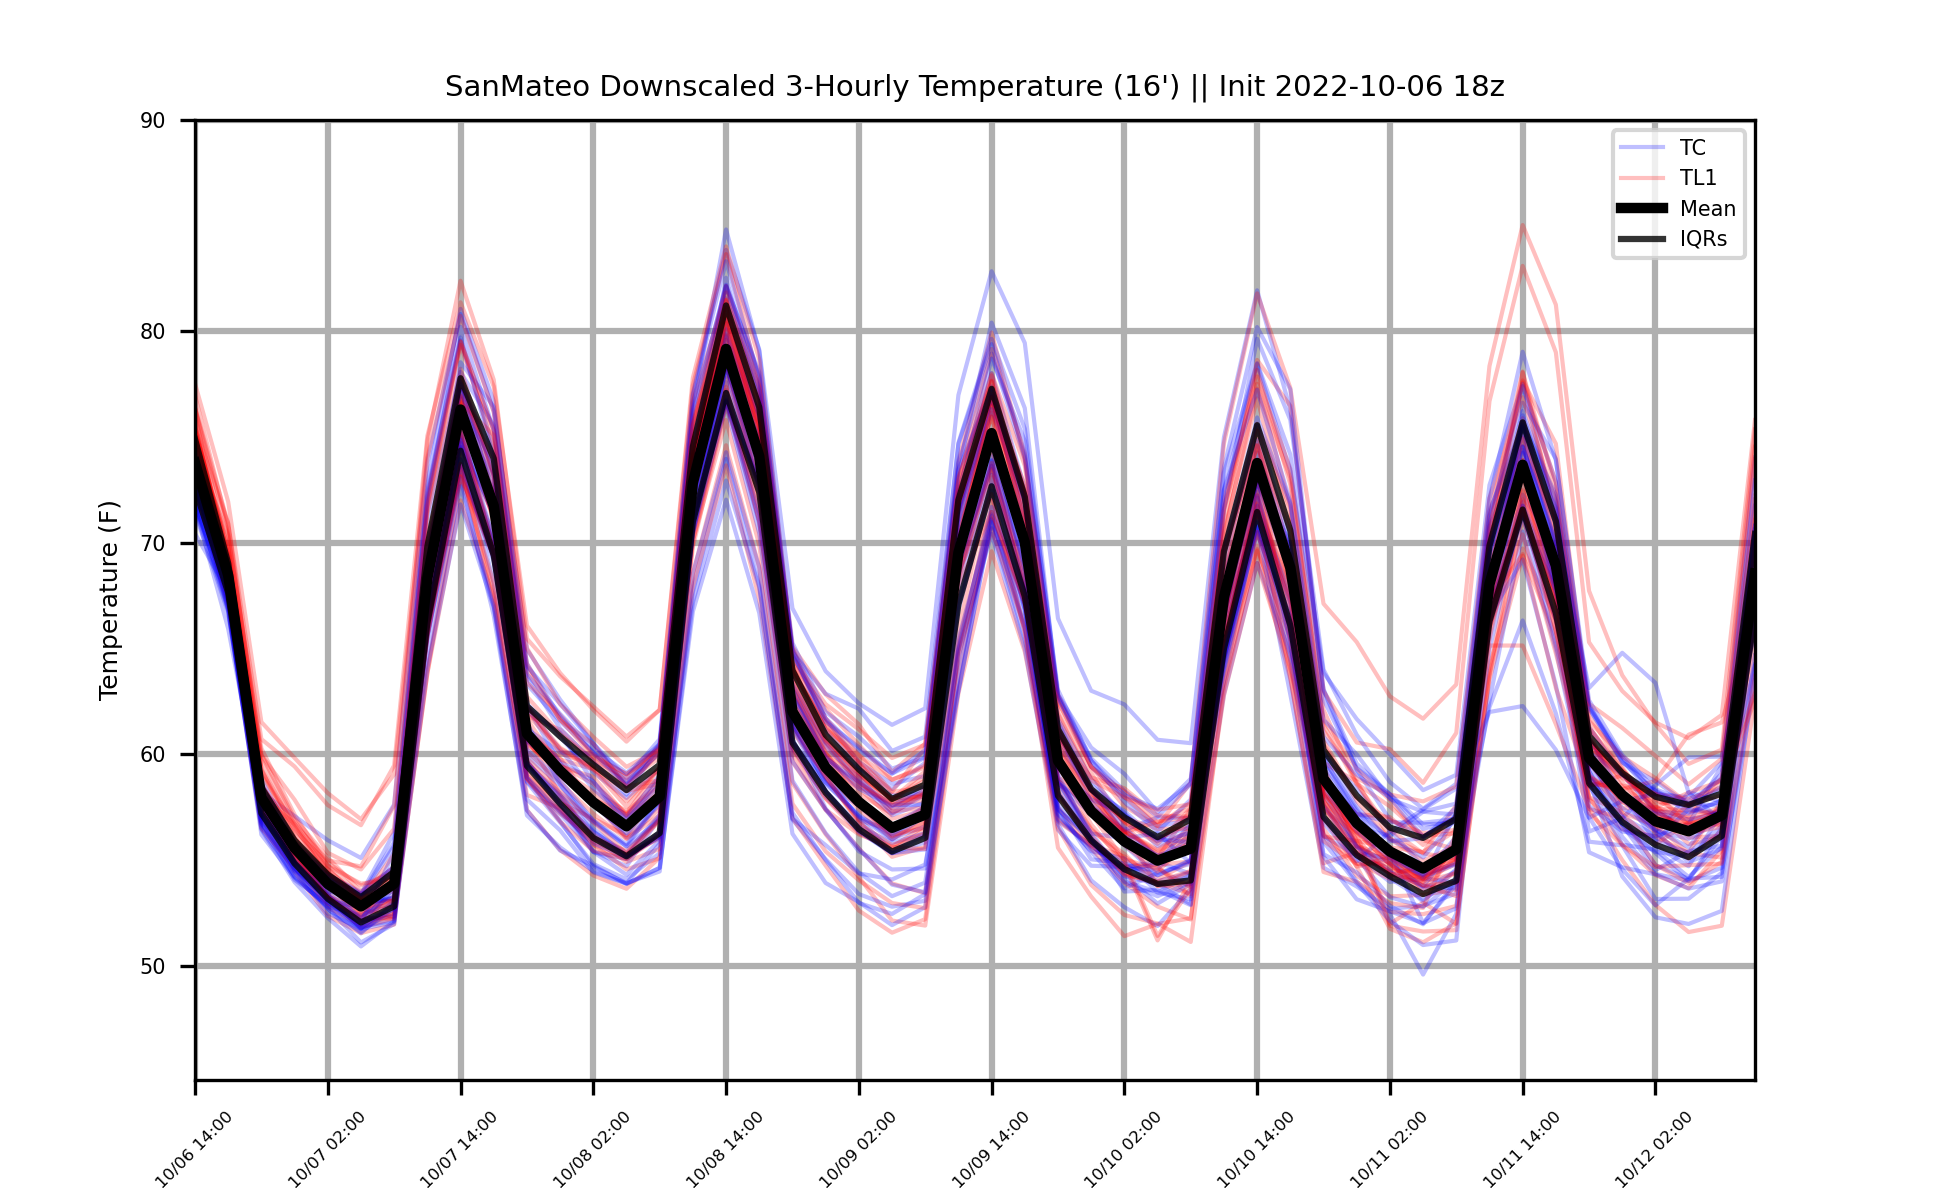 SanMateo Downscaled 3-Hourly Temperature (16') || Init 2022-10-06 18z
90
80
70
60
50
Temperature (F)
TC
TL1
Mean
IQRs
10/06 14:00
10/07 02:00
10/07 14:00
10/08 02:00
10/08 14:00
10/09 02:00
10/09 14:00
10/10 02:00
10/10 14:00
10/11 02:00
10/11 14:00
10/12 02:00